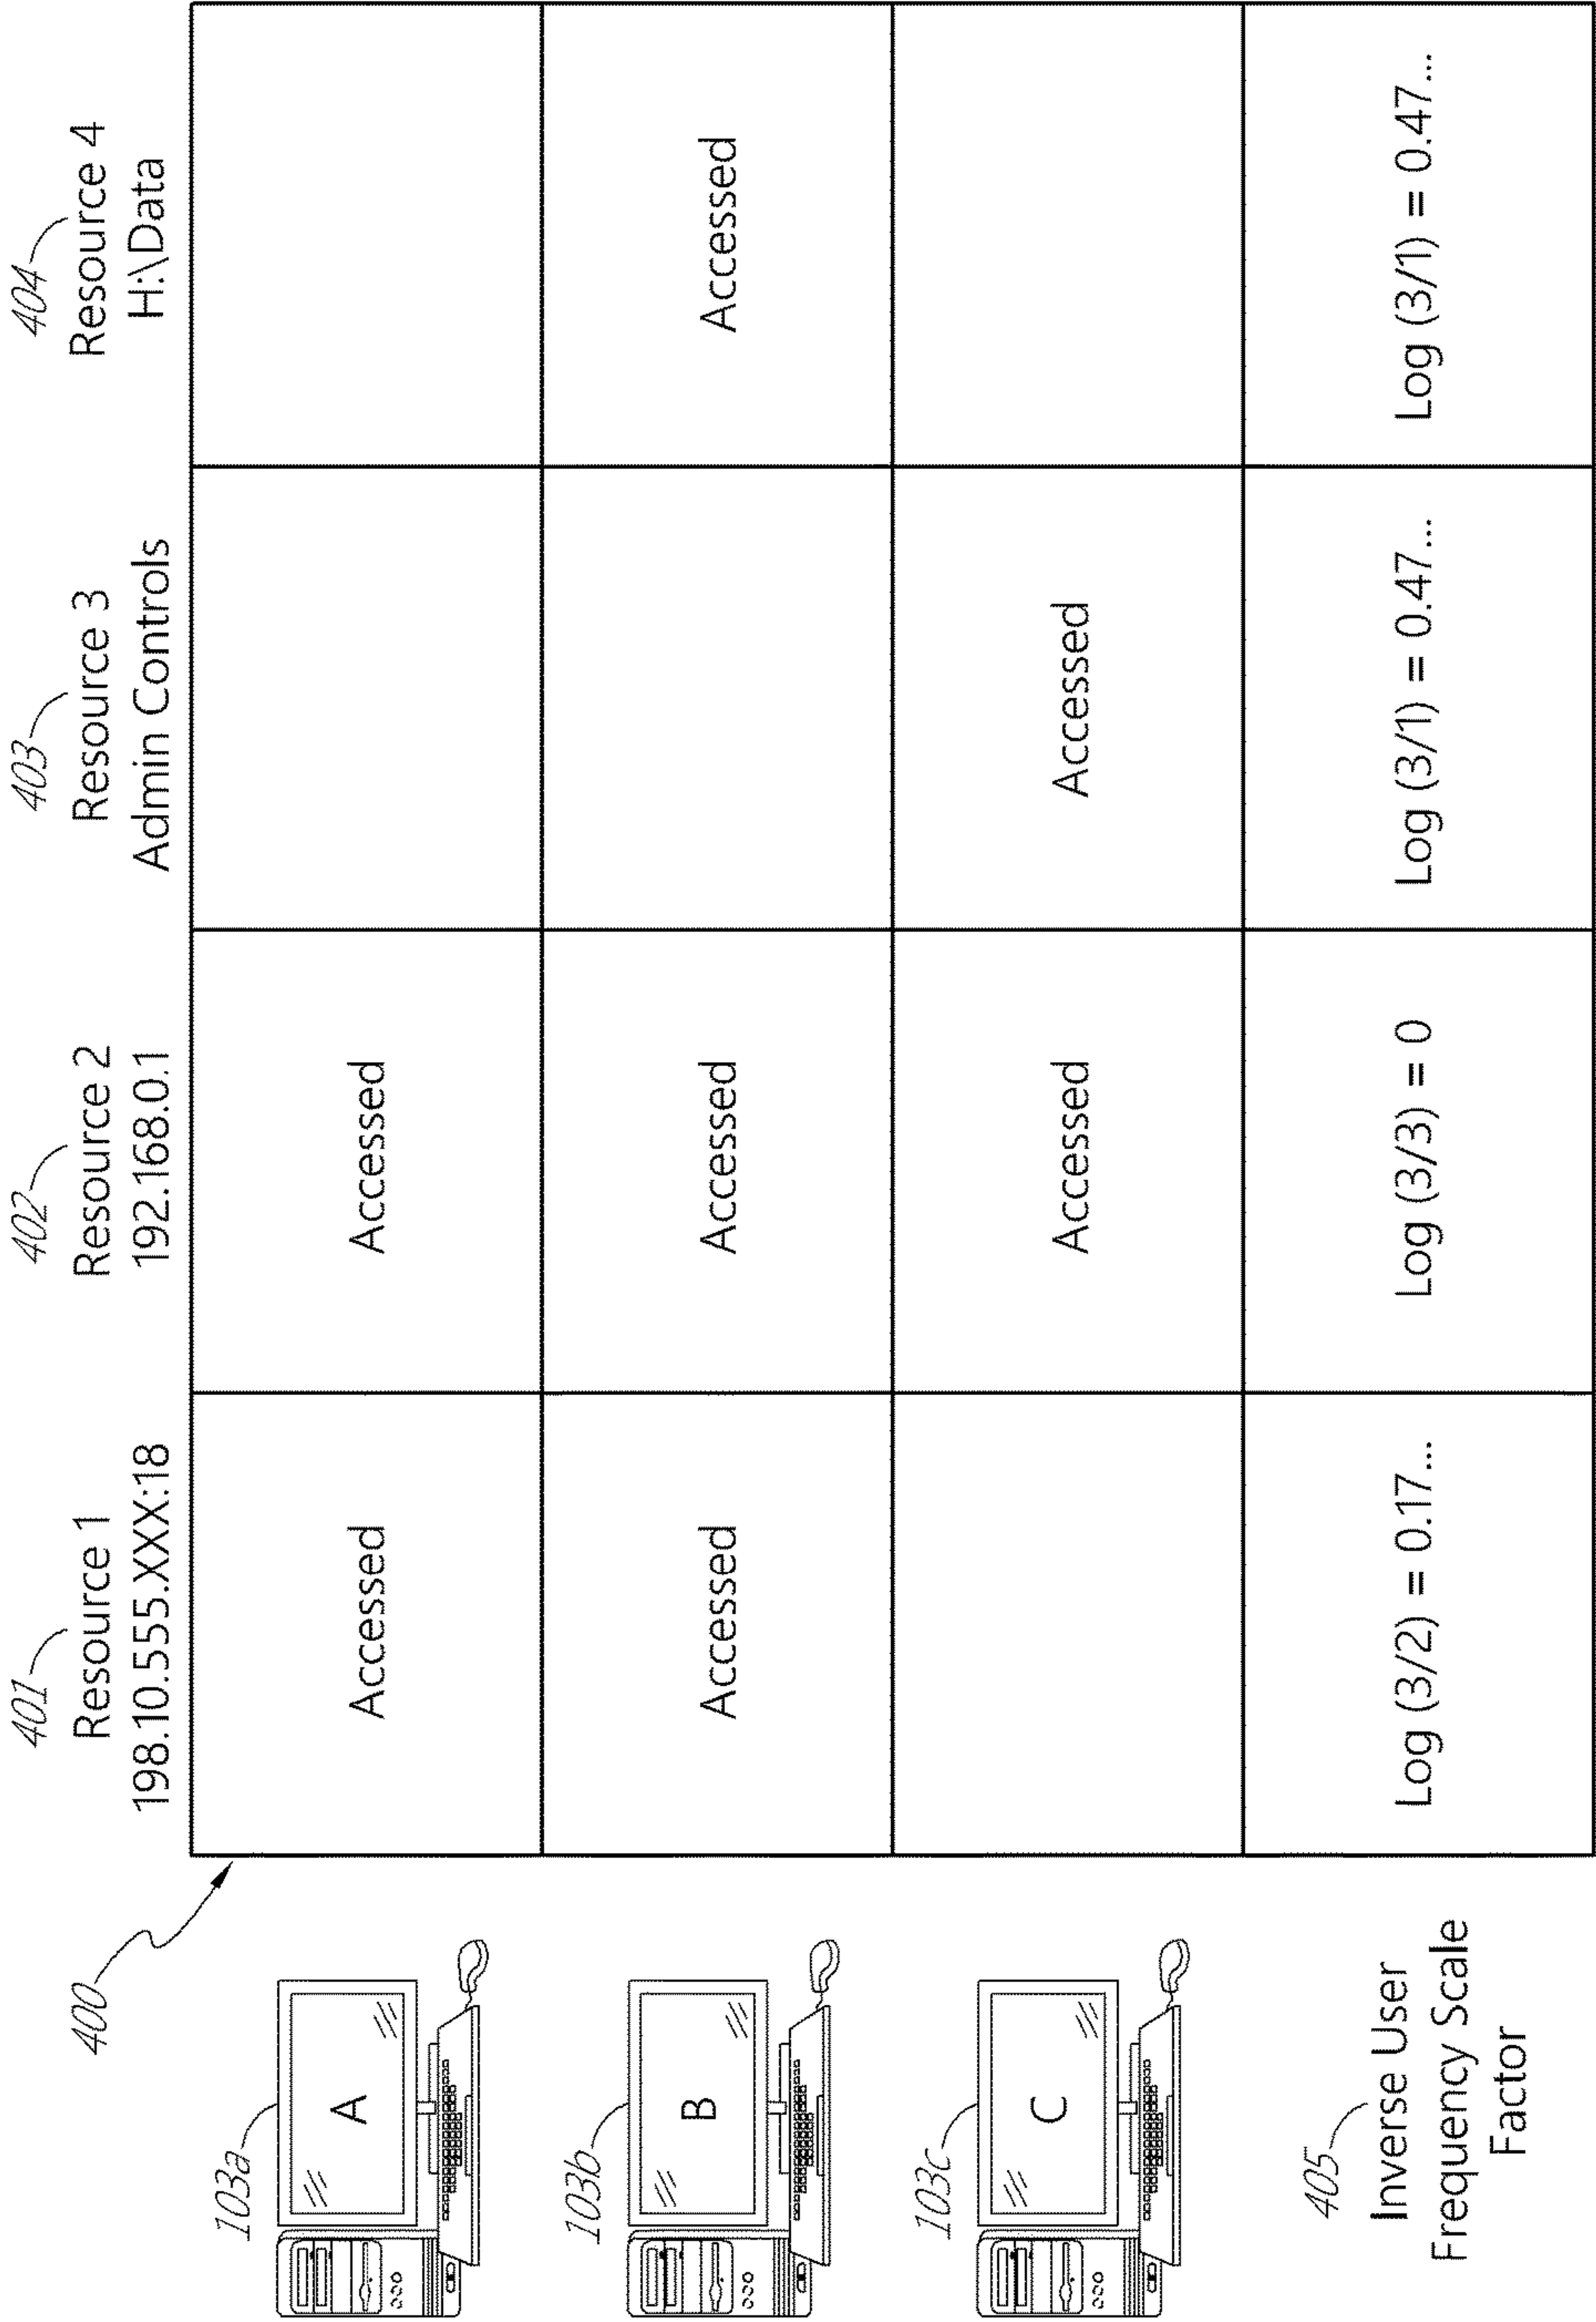 400
401
Resource 1
198.10.555.XXX:18
402
Resource 2
192.168.0.1
403
Resource 3
Admin Controls
404
Resource 4
H:\Data
103a
A
Accessed
Accessed
103b
B
Accessed
Accessed
Accessed
103c
C
Accessed
Accessed
405
Inverse User
Frequency Scale
Factor
Log (3/2) = 0.17...
Log (3/3) = 0
Log (3/1) = 0.47...
Log (3/1) = 0.47...